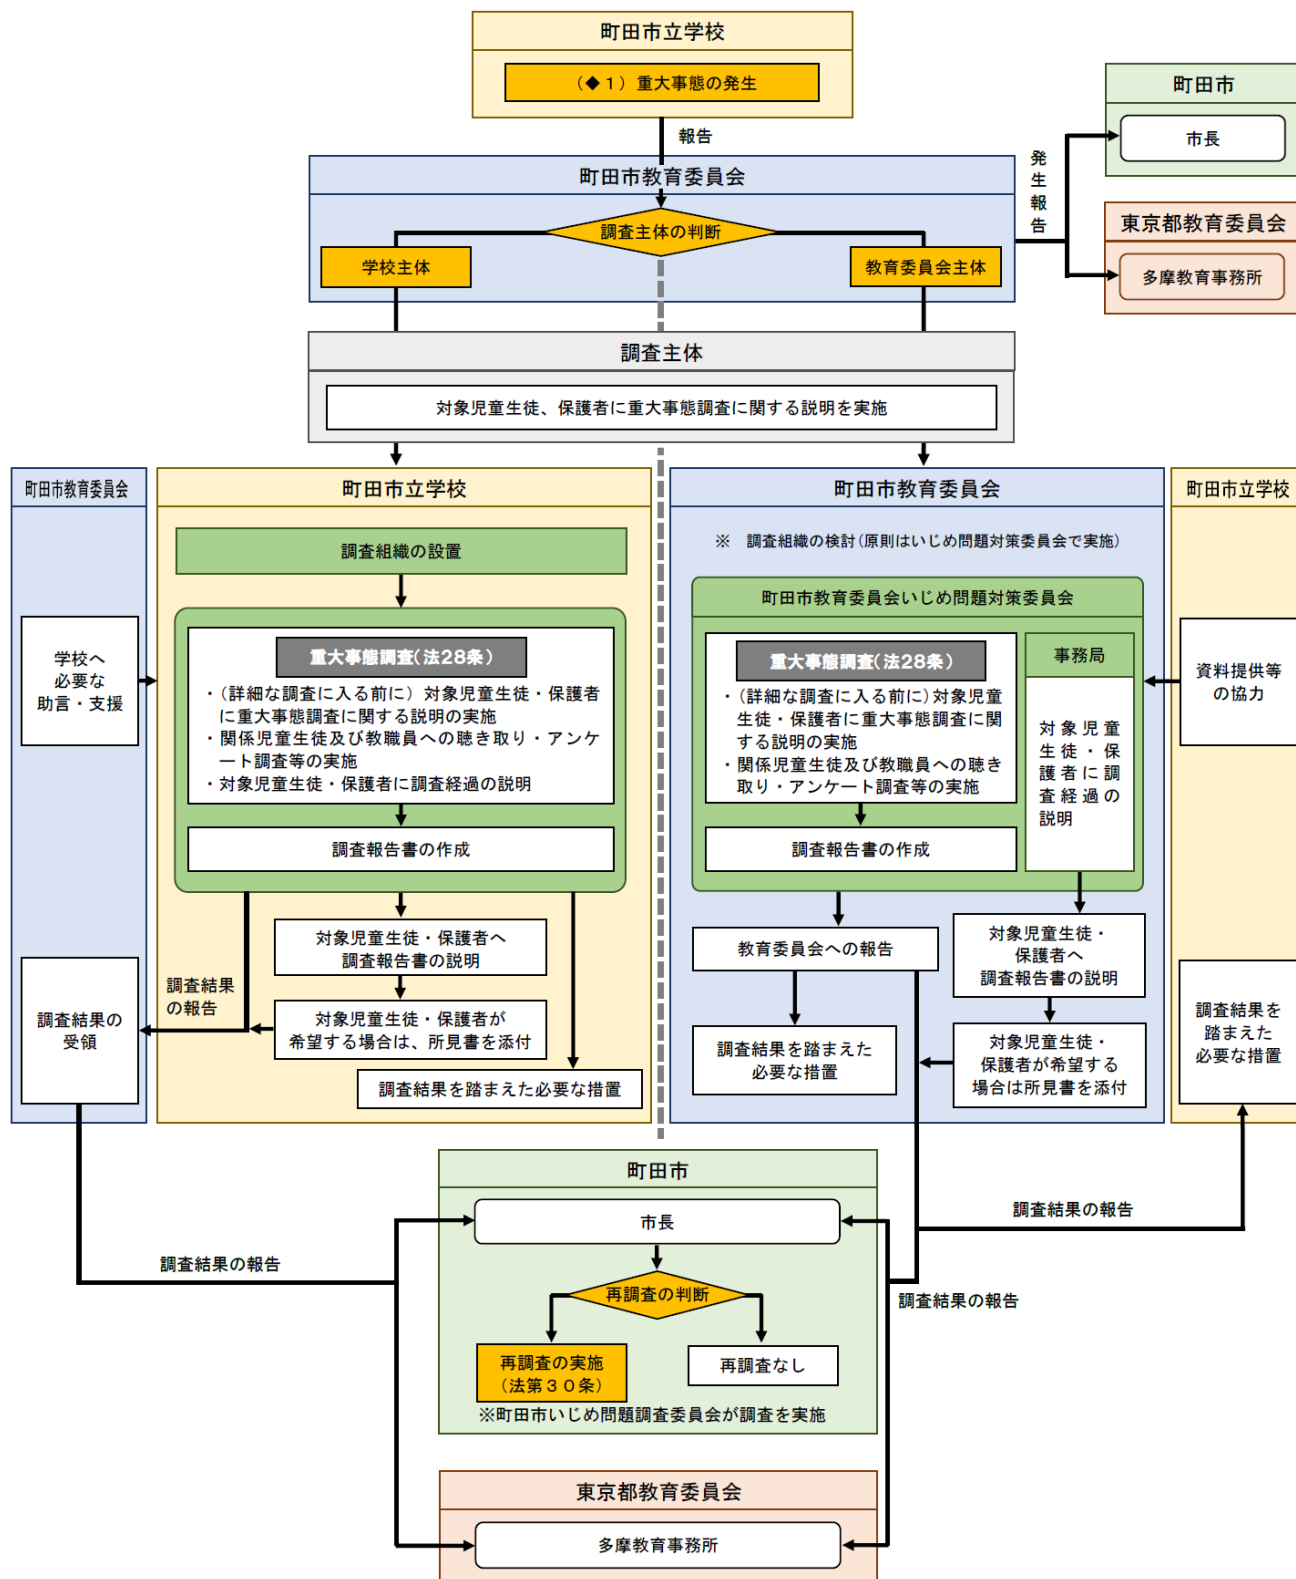 町田市立学校
（◆１）重大事態の発生
報告
町田市教育委員会
調査主体の判断
学校主体
教育委員会主体
発生報告
町田市
市長
東京都教育委員会
多摩教育事務所
調査主体
対象児童生徒、保護者に重大事態調査に関する説明を実施
町田市教育委員会
学校へ
必要な
助言・支援
調査結果の
受領
町田市立学校
調査組織の設置
重大事態調査（法28条）
・（詳細な調査に入る前に）対象児童生徒・保護者
に重大事態調査に関する説明の実施
・関係児童生徒及び教職員への聴き取り・アンケ
ート調査等の実施
・対象児童生徒・保護者に調査経過の説明
調査報告書の作成
対象児童生徒・保護者へ
調査報告書の説明
調査結果
の報告
対象児童生徒・保護者が
希望する場合は、所見書を添付
調査結果を踏まえた必要な措置
町田市教育委員会
※　調査組織の検討（原則はいじめ問題対策委員会で実施）
町田市教育委員会いじめ問題対策委員会
重大事態調査（法28条）
・（詳細な調査に入る前に）対象児童
生徒・保護者に重大事態調査に関
する説明の実施
・関係児童生徒及び教職員への聴き
取り・アンケート調査等の実施
調査報告書の作成
事務局
対象児童
生徒・保
護者に調
査経過の
説明
教育委員会への報告
対象児童生徒・
保護者へ
調査報告書の説明
調査結果を踏まえた
必要な措置
対象児童生徒・
保護者が希望する
場合は所見書を添付
町田市立学校
資料提供等
の協力
調査結果を
踏まえた
必要な措置
調査結果の報告
調査結果の報告
調査結果の報告
町田市
市長
再調査の判断
再調査の実施
（法第３０条）
再調査なし
※町田市いじめ問題調査委員会が調査を実施
東京都教育委員会
多摩教育事務所